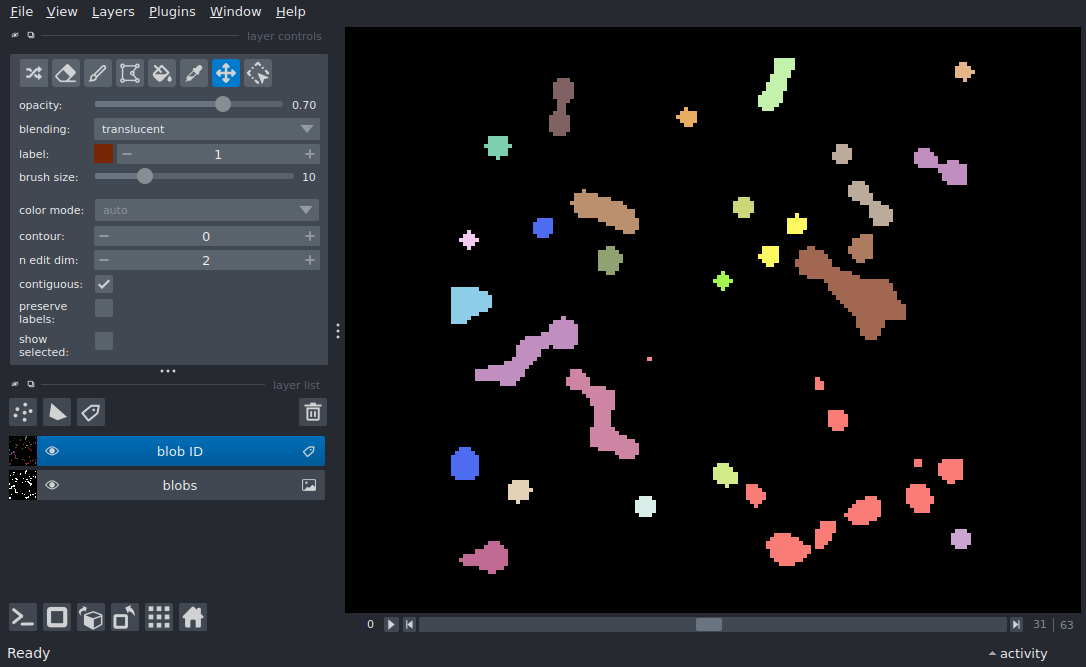 File View Layers Plugins Window Help
layer controls
opacity: 0.70
blending: translucent
label: 1
brush size: 10
color mode: auto
contour: 0
n edit dim: 2
contiguous:
preserve
labels:
show
selected:
layer list
blob ID
blobs
0 31 63
Ready activity